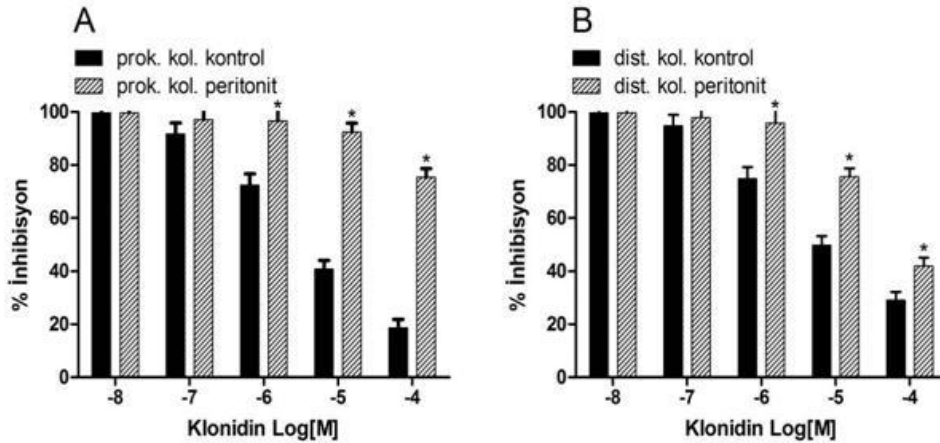 A
prok. kol. kontrol
prok. kol. peritonit
% İnhibisyon
100
80
60
40
20
0
* * *
-8 -7 -6 -5 -4
Klonidin Log[M]
B
dist. kol. kontrol
dist. kol. peritonit
% İnhibisyon
100
80
60
40
20
0
* * *
-8 -7 -6 -5 -4
Klonidin Log[M]